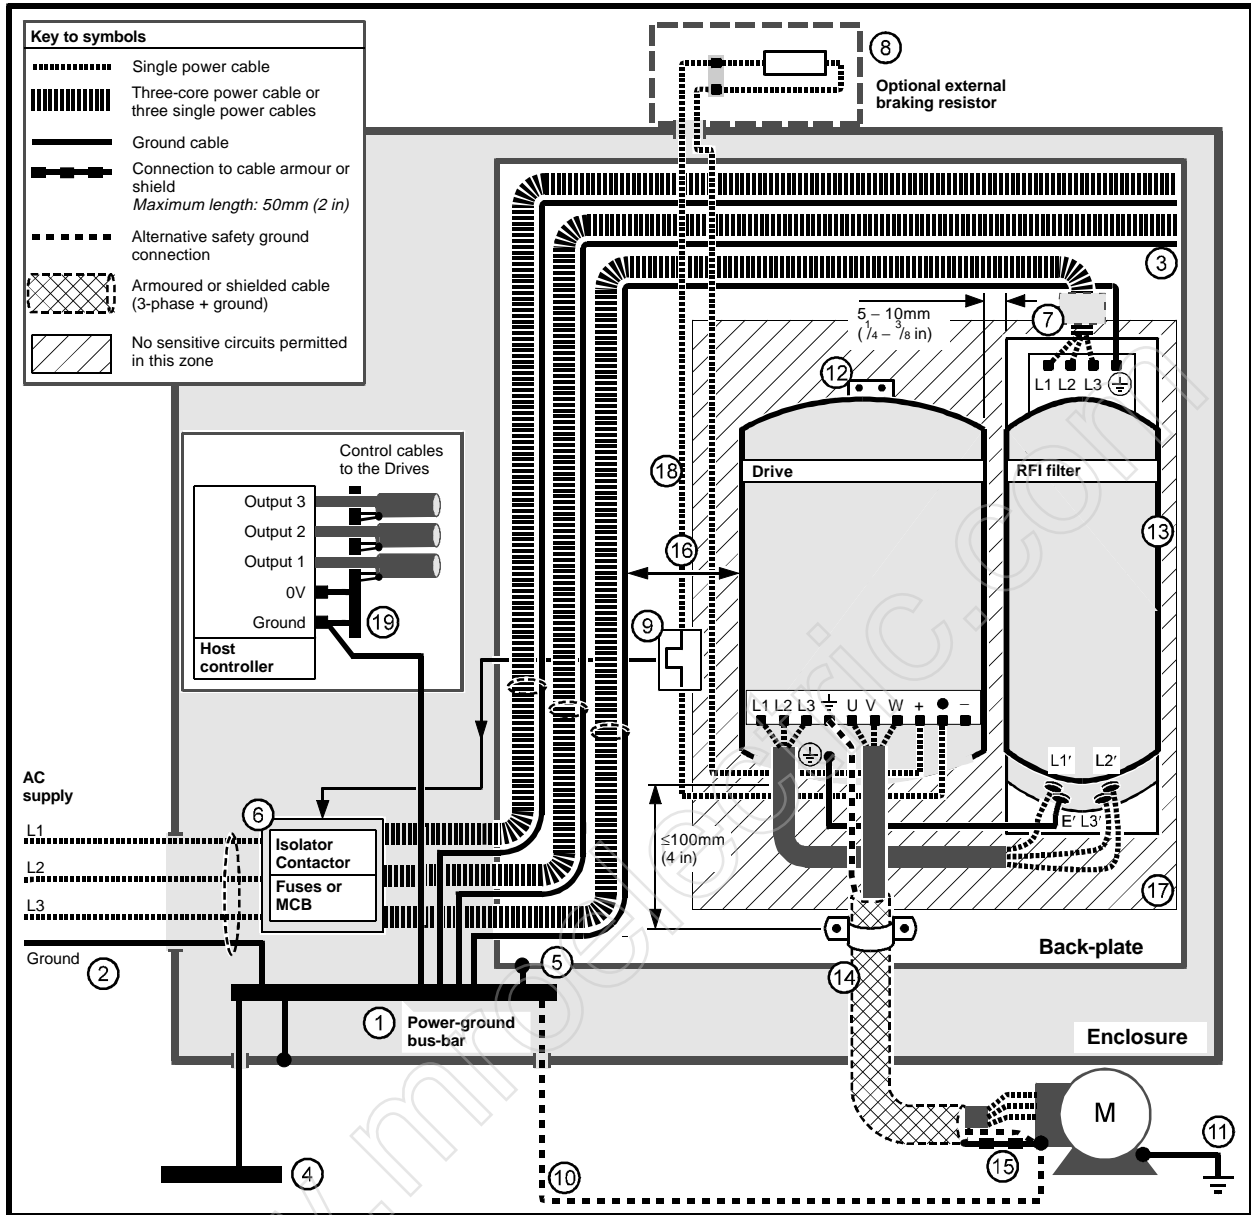 Key to symbols
Single power cable
Three-core power cable or
three single power cables
Ground cable
Connection to cable armour or
shield
Maximum length: 50mm (2 in)
Alternative safety ground
connection
Armoured or shielded cable
(3-phase + ground)
No sensitive circuits permitted
in this zone
8
Optional external
braking resistor
3
5 – 10mm
(1/4 – 3/8 in)
7
12
L1 L2 L3
Control cables
to the Drives
Output 3
Output 2
Output 1
0V
Ground
19
Host
controller
18
Drive
RFI filter
13
16
9
L1 L2 L3 U V W + –
L1′ L2′
E′ L3′
≤100mm
(4 in)
17
AC
supply
L1
L2
L3
Ground
2
6
Isolator
Contactor
Fuses or
MCB
Back-plate
5
14
1
Power-ground
bus-bar
Enclosure
M
11
15
4
10
www.mroelectric.com